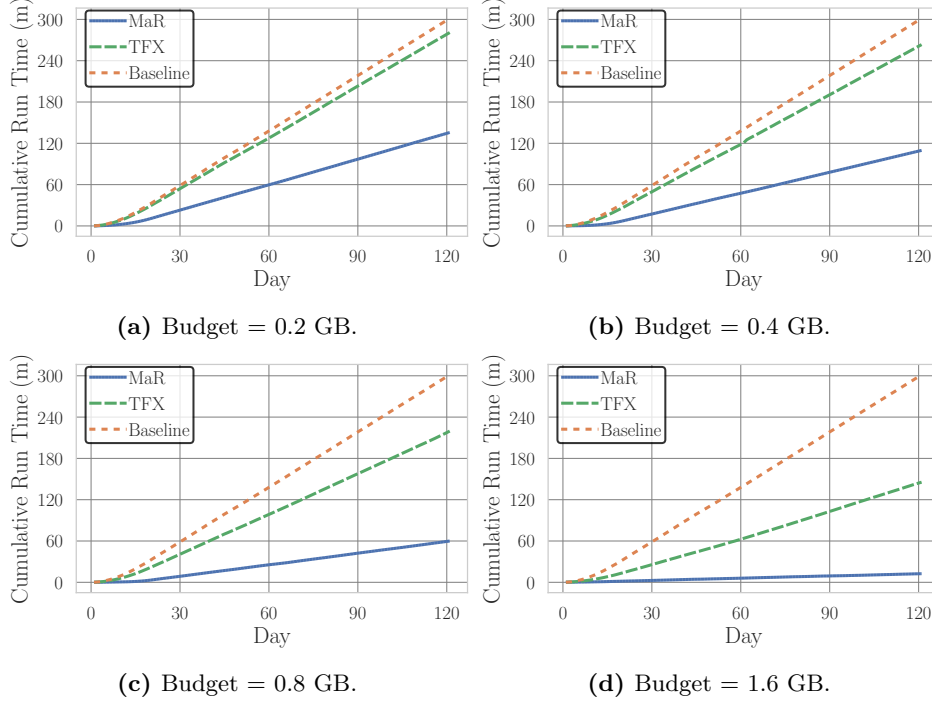 Cumulative Run Time (m)
300
240
180
120
60
0
MaR
TFX
Baseline
0 30 60 90 120
Day
(a) Budget = 0.2 GB.
Cumulative Run Time (m)
300
240
180
120
60
0
MaR
TFX
Baseline
0 30 60 90 120
Day
(b) Budget = 0.4 GB.
Cumulative Run Time (m)
300
240
180
120
60
0
MaR
TFX
Baseline
0 30 60 90 120
Day
(c) Budget = 0.8 GB.
Cumulative Run Time (m)
300
240
180
120
60
0
MaR
TFX
Baseline
0 30 60 90 120
Day
(d) Budget = 1.6 GB.